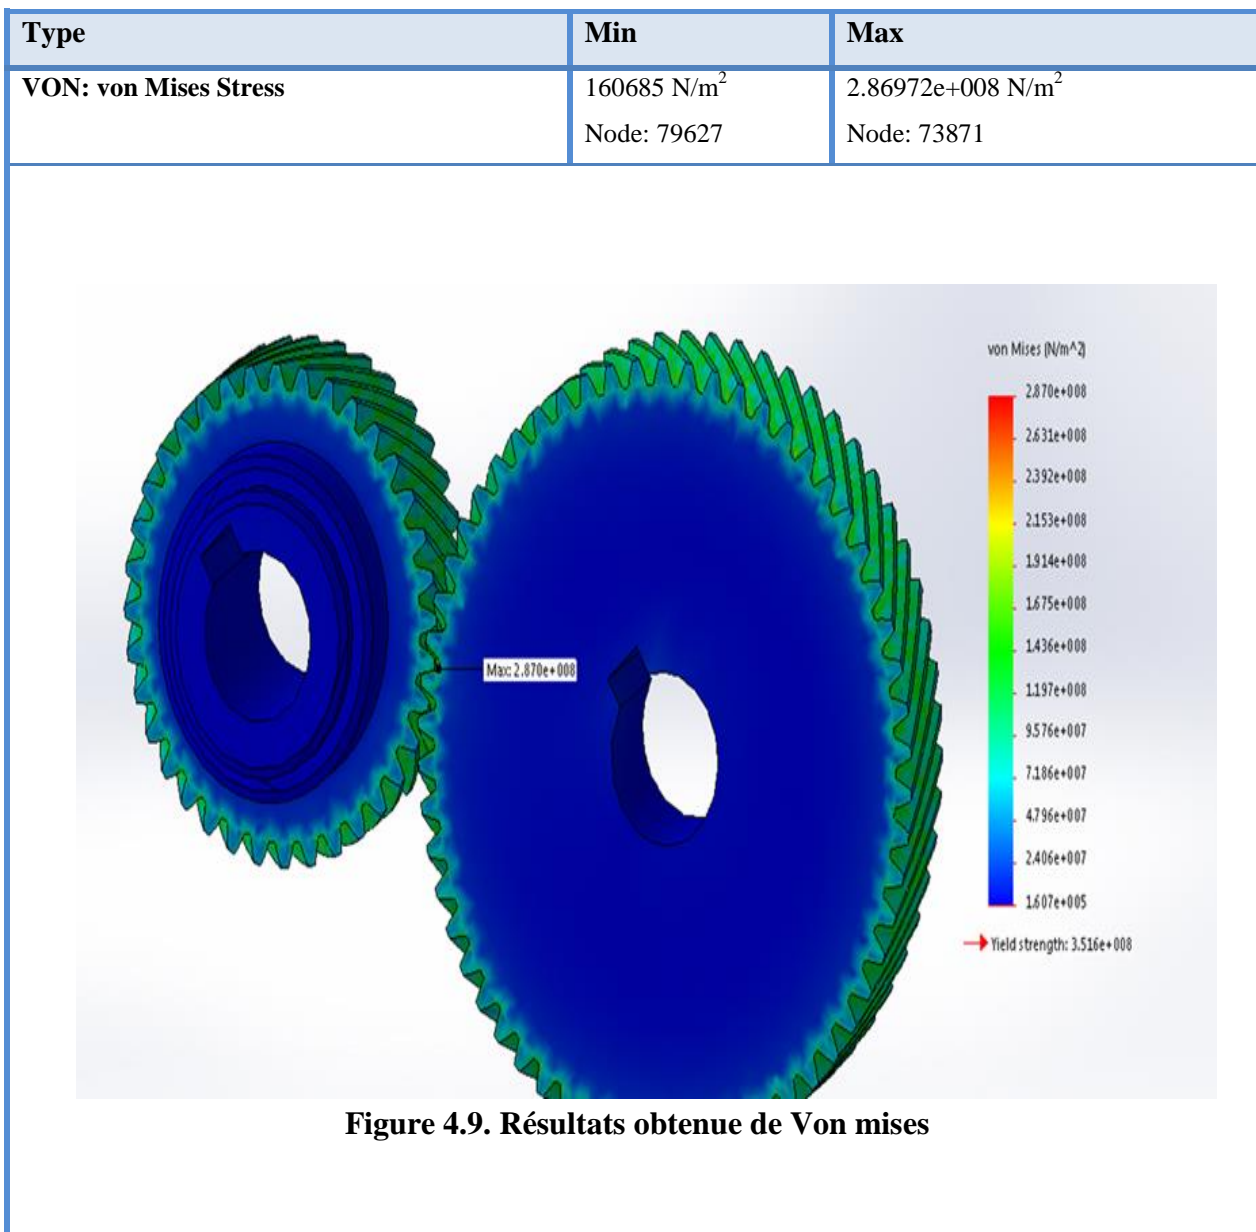 Type Min Max
VON: von Mises Stress 160685 N/m² 2.86972e+008 N/m²
Node: 79627 Node: 73871
von Mises (N/m^2)
2.870e+008
2.631e+008
2.392e+008
2.153e+008
1.914e+008
1.675e+008
1.436e+008
1.197e+008
9.576e+007
7.186e+007
4.796e+007
2.406e+007
1.607e+005
Yield strength: 3.516e+008
Max: 2.870e+008
Figure 4.9. Résultats obtenue de Von mises